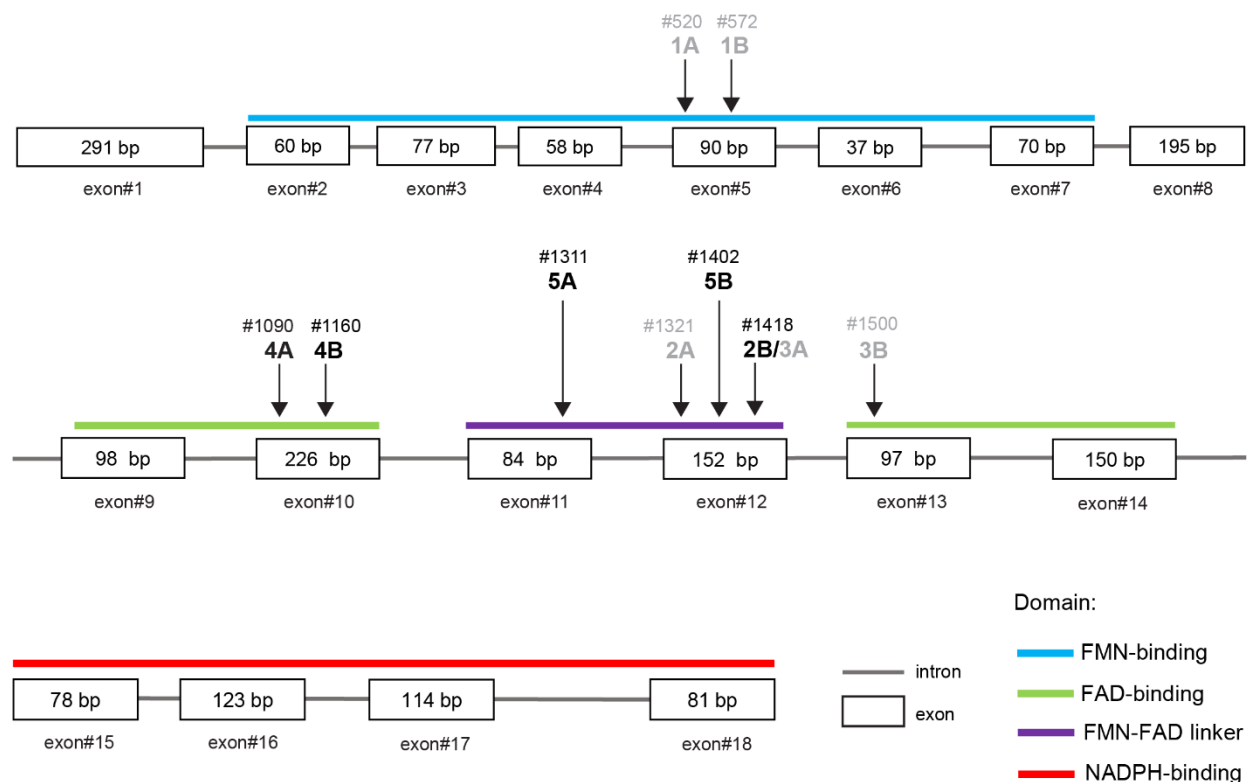 #520 #572
1A 1B
291 bp 60 bp 77 bp 58 bp 90 bp 37 bp 70 bp 195 bp
exon#1 exon#2 exon#3 exon#4 exon#5 exon#6 exon#7 exon#8
#1311 #1402
5A 5B
#1090 #1160 #1321 #1418 #1500
4A 4B 2A 2B/3A 3B
98 bp 226 bp 84 bp 152 bp 97 bp 150 bp
exon#9 exon#10 exon#11 exon#12 exon#13 exon#14
78 bp 123 bp 114 bp 81 bp
exon#15 exon#16 exon#17 exon#18
intron
exon
Domain:
FMN-binding
FAD-binding
FMN-FAD linker
NADPH-binding